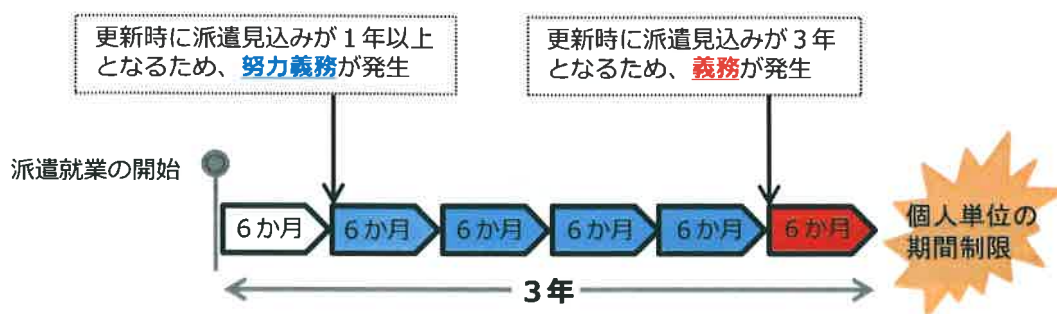 更新時に派遣見込みが１年以上
となるため、努力義務が発生
更新時に派遣見込みが３年
となるため、義務が発生
派遣就業の開始
６か月
６か月
６か月
６か月
６か月
６か月
個人単位の
期間制限
３年